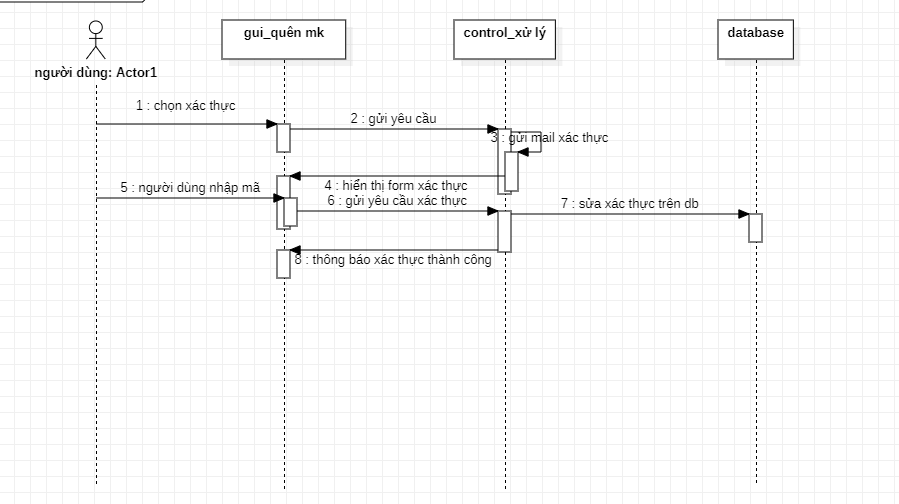 gui_quên mk
control_xử lý
database
người dùng: Actor1
1 : chọn xác thực
2 : gửi yêu cầu
3 : gửi mail xác thực
4 : hiển thị form xác thực
5 : người dùng nhập mã
6 : gửi yêu cầu xác thực
7 : sửa xác thực trên db
8 : thông báo xác thực thành công